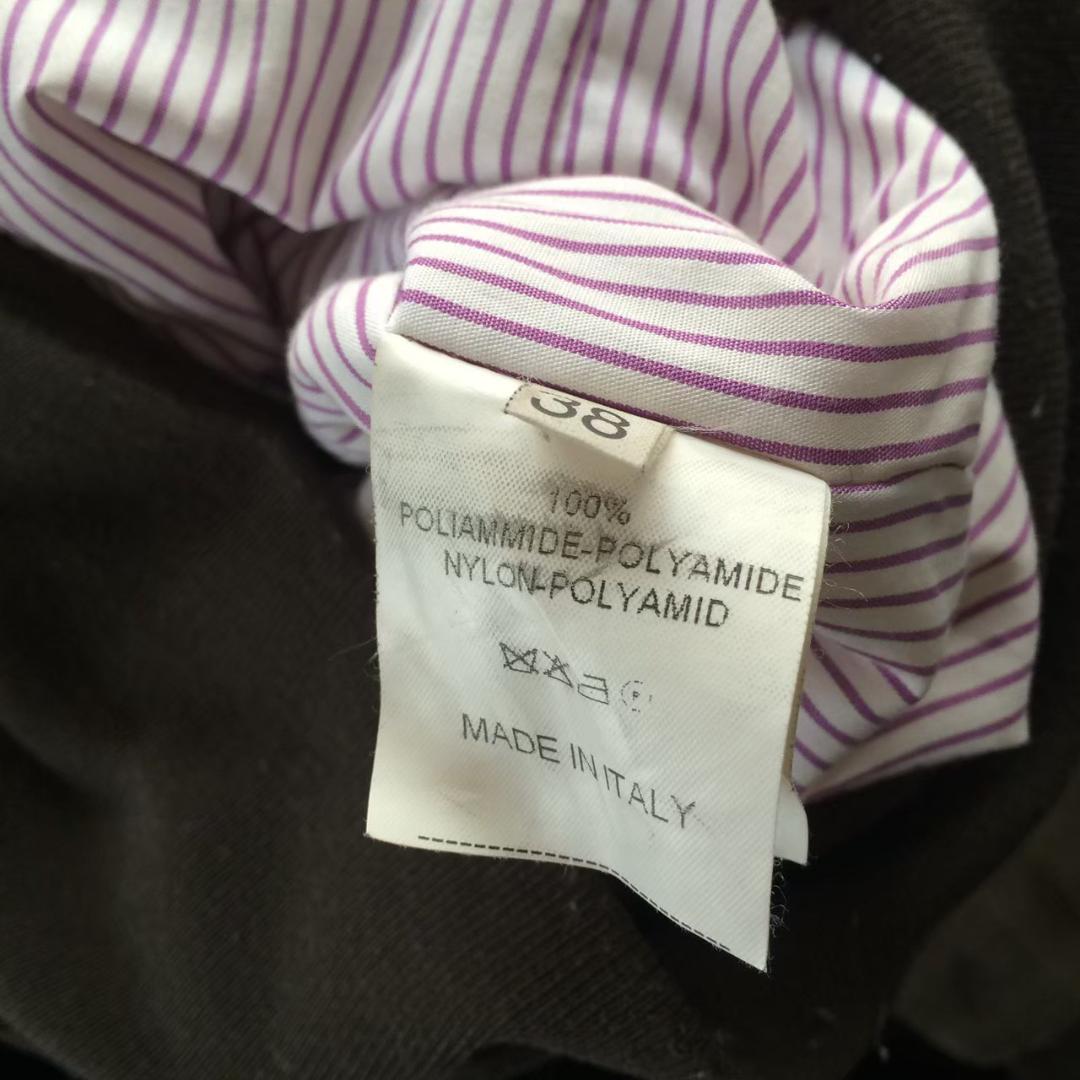 38
100%
POLIAMMIDE-POLYAMIDE
NYLON-POLYAMID
P
MADE IN ITALY